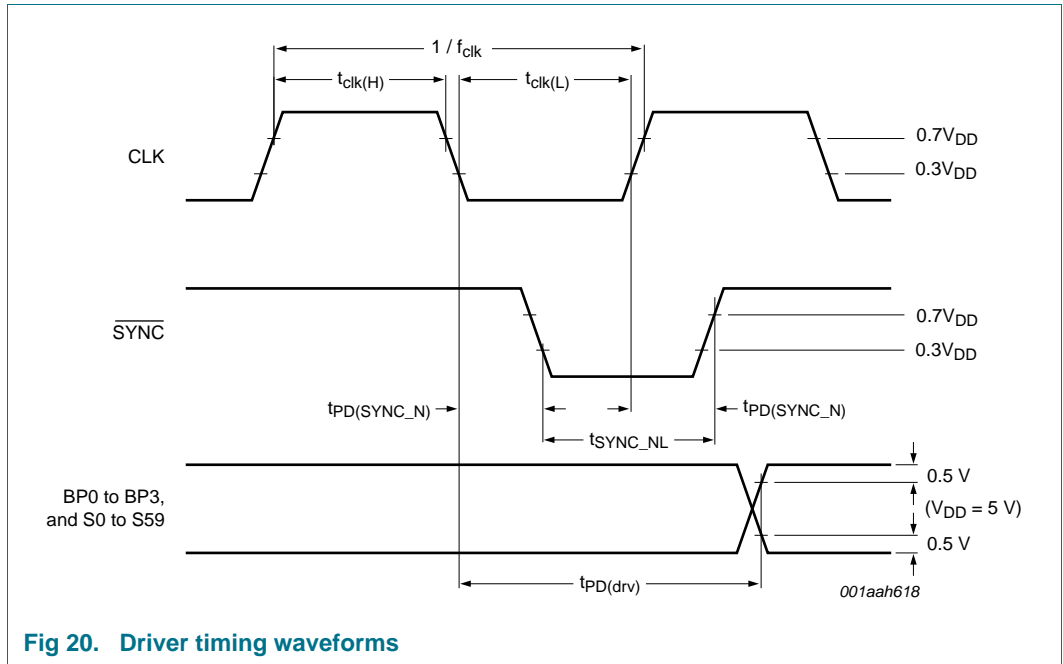 1 / fclk
tclk(H)
tclk(L)
CLK
0.7VDD
0.3VDD
SYNC
0.7VDD
0.3VDD
tPD(SYNC_N)
tPD(SYNC_N)
tSYNC_NL
BP0 to BP3,
and S0 to S59
0.5 V
(VDD = 5 V)
0.5 V
tPD(drv)
001aah618
Fig 20. Driver timing waveforms